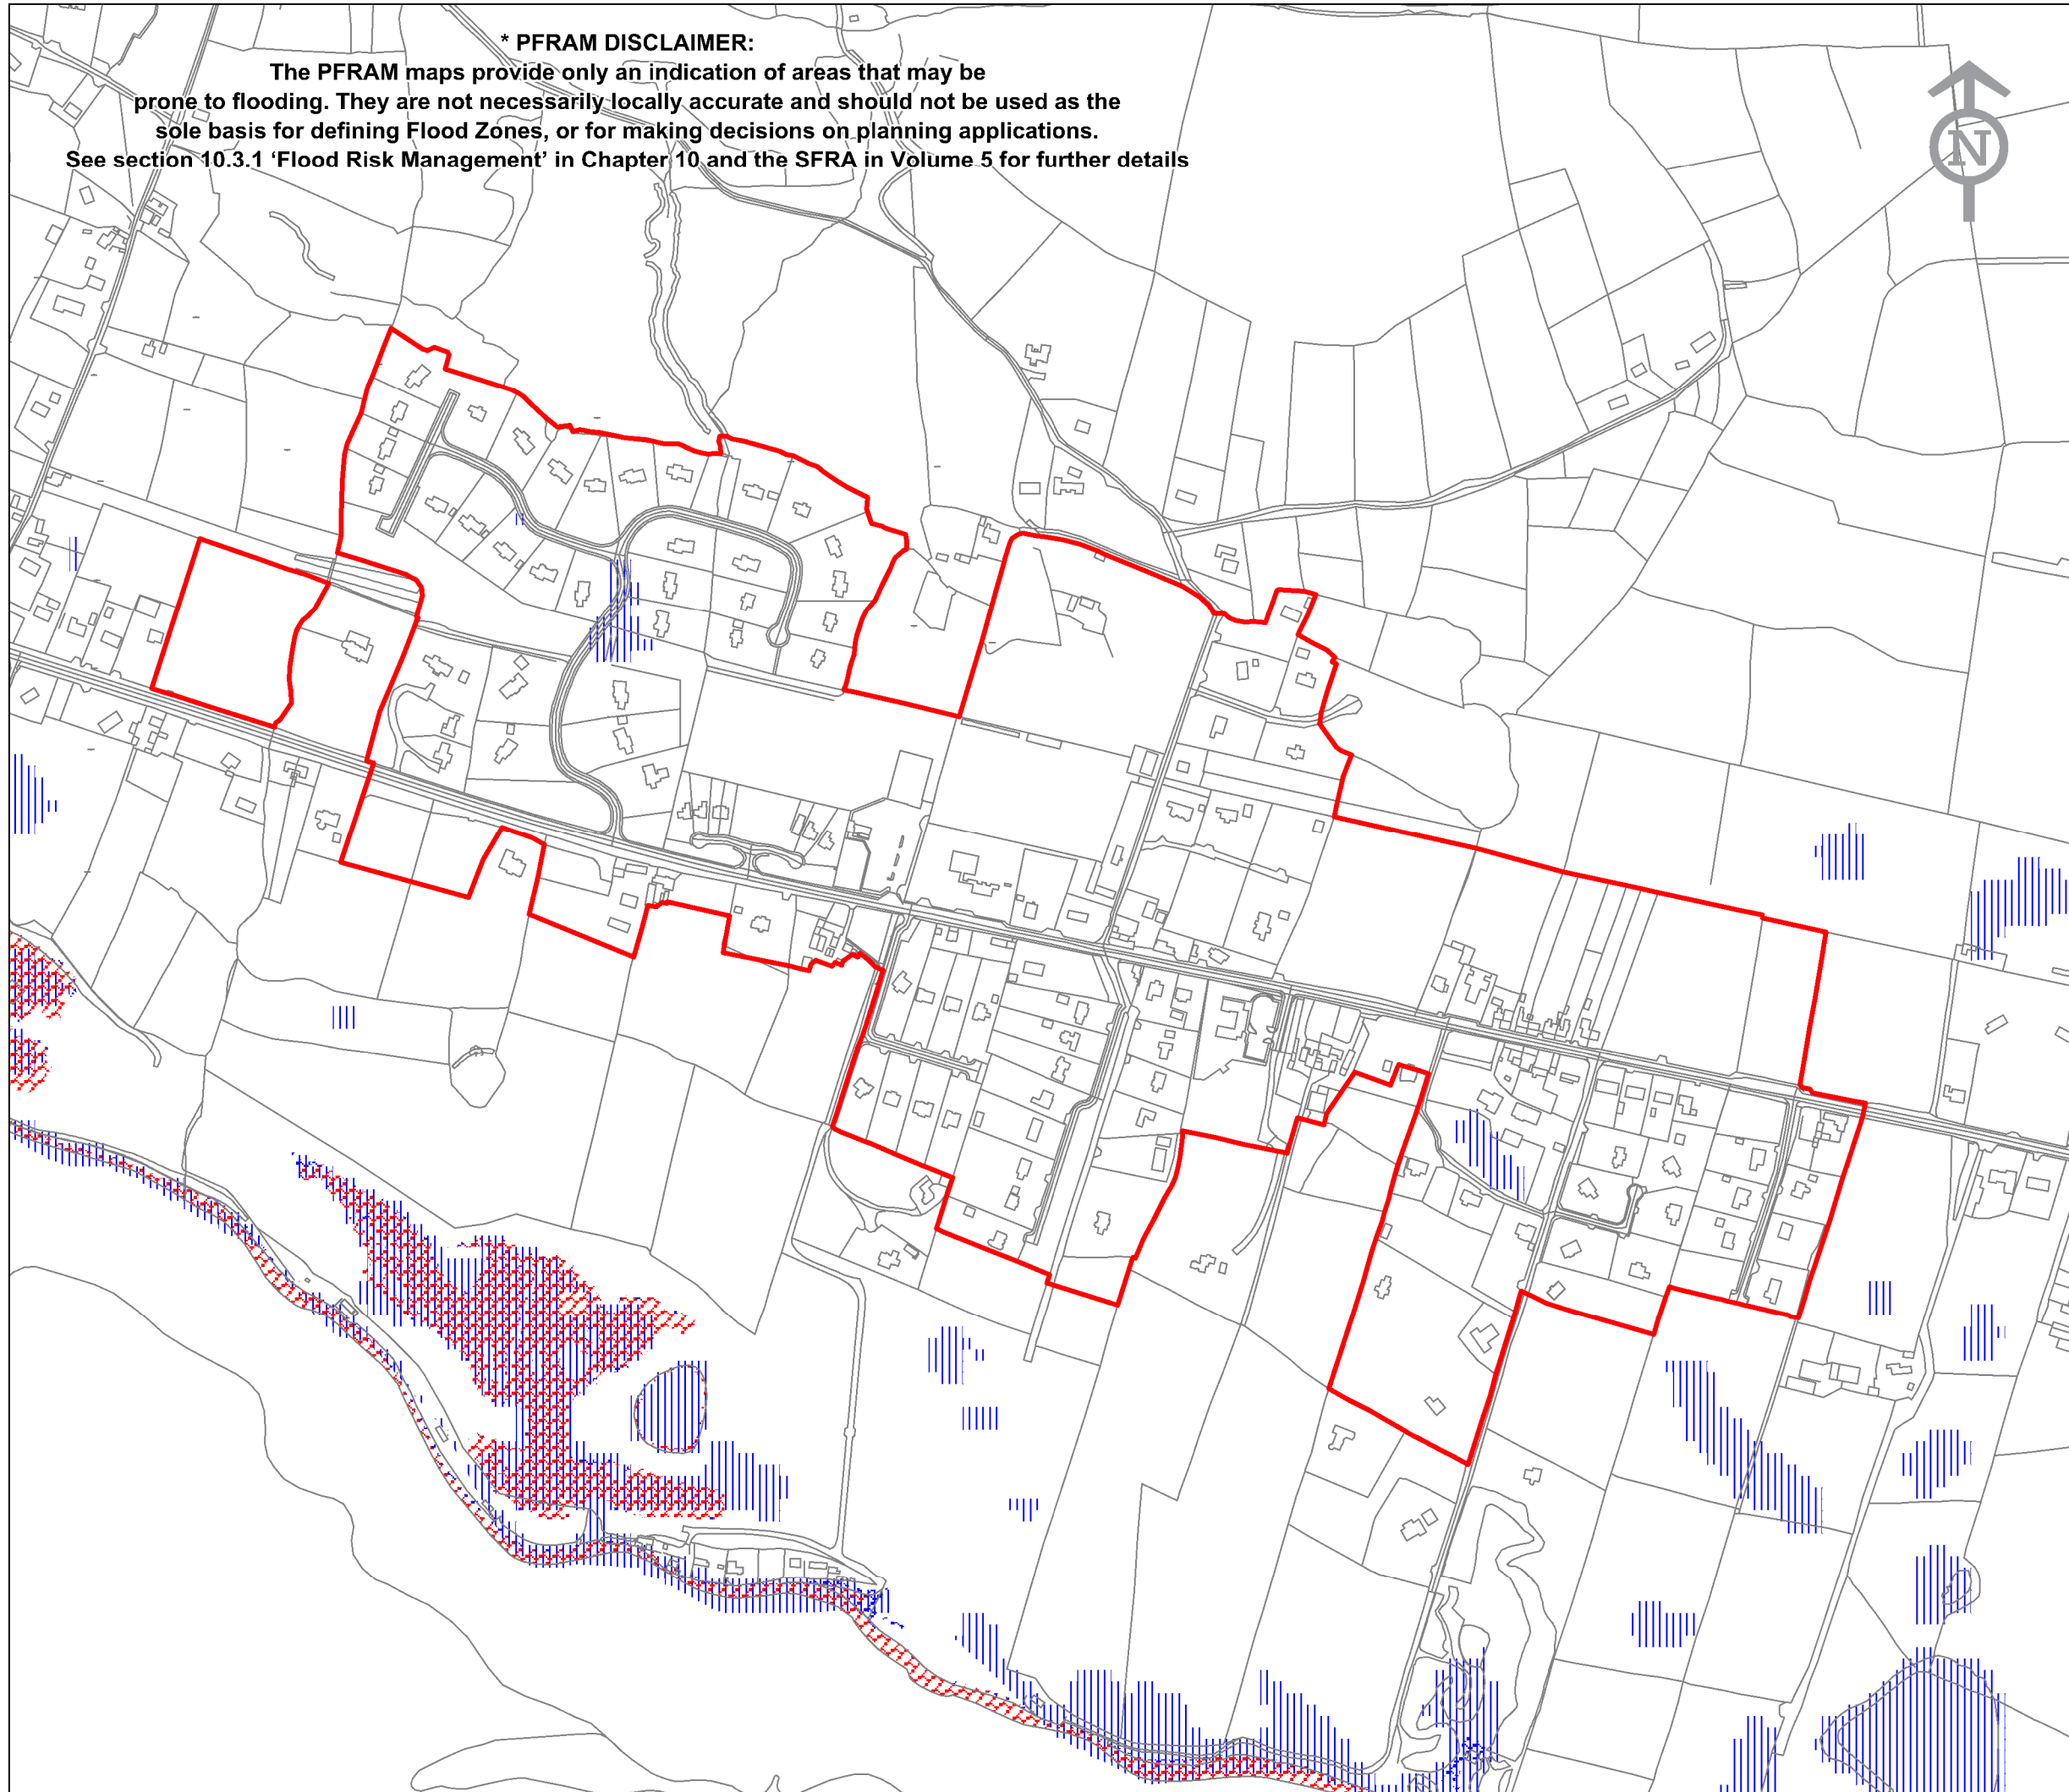 * PFRAM DISCLAIMER:
The PFRAM maps provide only an indication of areas that may be
prone to flooding. They are not necessarily locally accurate and should not be used as the
sole basis for defining Flood Zones, or for making decisions on planning applications.
See section 10.3.1 ‘Flood Risk Management’ in Chapter 10 and the SFRA in Volume 5 for further details
N